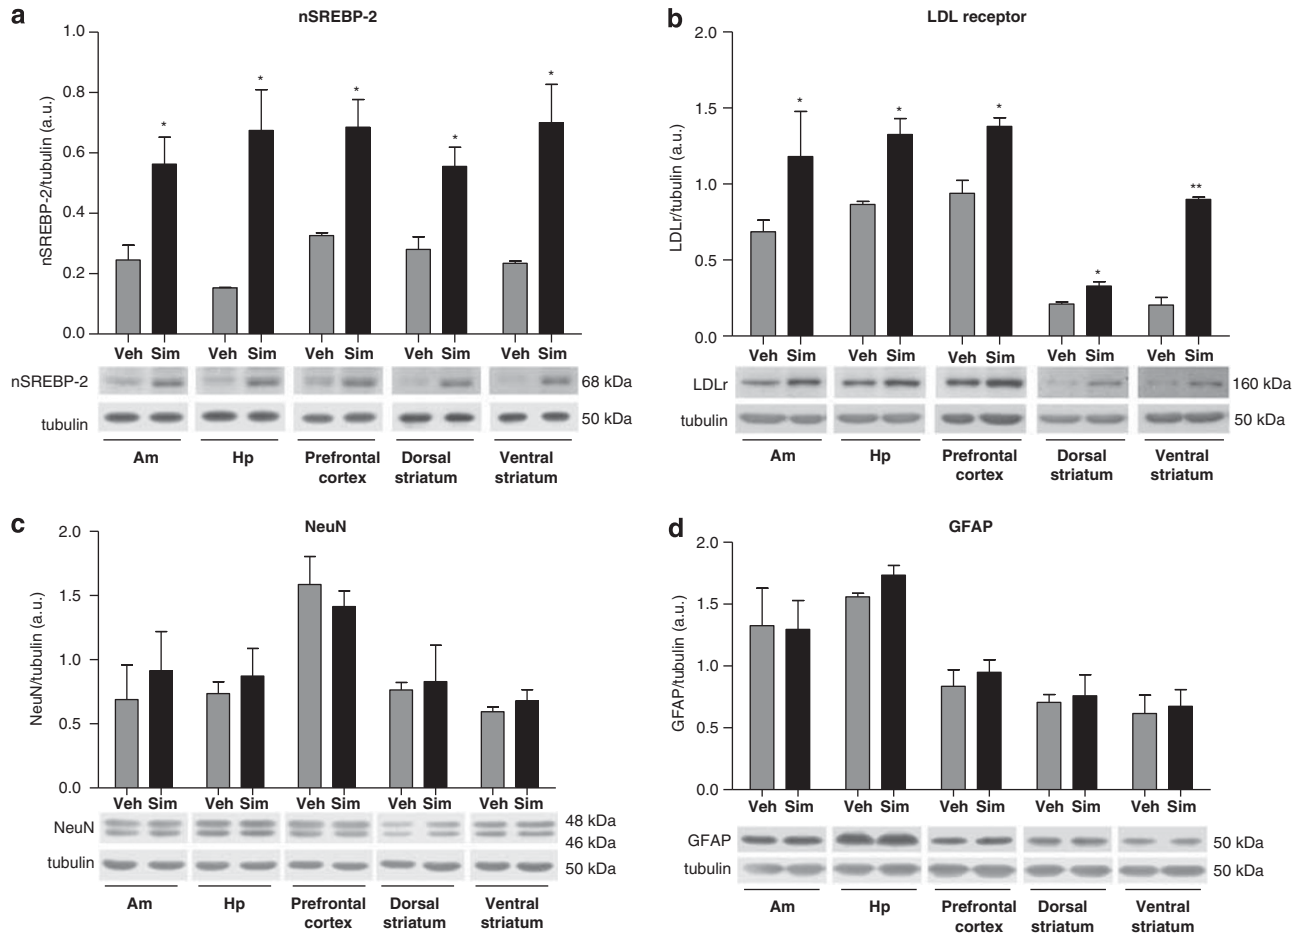 a
nSREBP-2
nSREBP-2/tubulin (a.u.)
1.0
0.8
0.6
0.4
0.2
0.0
* * * * *
Veh Sim Veh Sim Veh Sim Veh Sim Veh Sim
nSREBP-2 68 kDa
tubulin 50 kDa
Am Hp Prefrontal cortex Dorsal striatum Ventral striatum
b
LDL receptor
LDLr/tubulin (a.u.)
2.0
1.5
1.0
0.5
0.0
* * * * **
Veh Sim Veh Sim Veh Sim Veh Sim Veh Sim
LDLr 160 kDa
tubulin 50 kDa
Am Hp Prefrontal cortex Dorsal striatum Ventral striatum
c
NeuN
NeuN/tubulin (a.u.)
2.0
1.5
1.0
0.5
0.0
Veh Sim Veh Sim Veh Sim Veh Sim Veh Sim
NeuN 48 kDa
46 kDa
tubulin 50 kDa
Am Hp Prefrontal cortex Dorsal striatum Ventral striatum
d
GFAP
GFAP/tubulin (a.u.)
2.0
1.5
1.0
0.5
0.0
Veh Sim Veh Sim Veh Sim Veh Sim Veh Sim
GFAP 50 kDa
tubulin 50 kDa
Am Hp Prefrontal cortex Dorsal striatum Ventral striatum